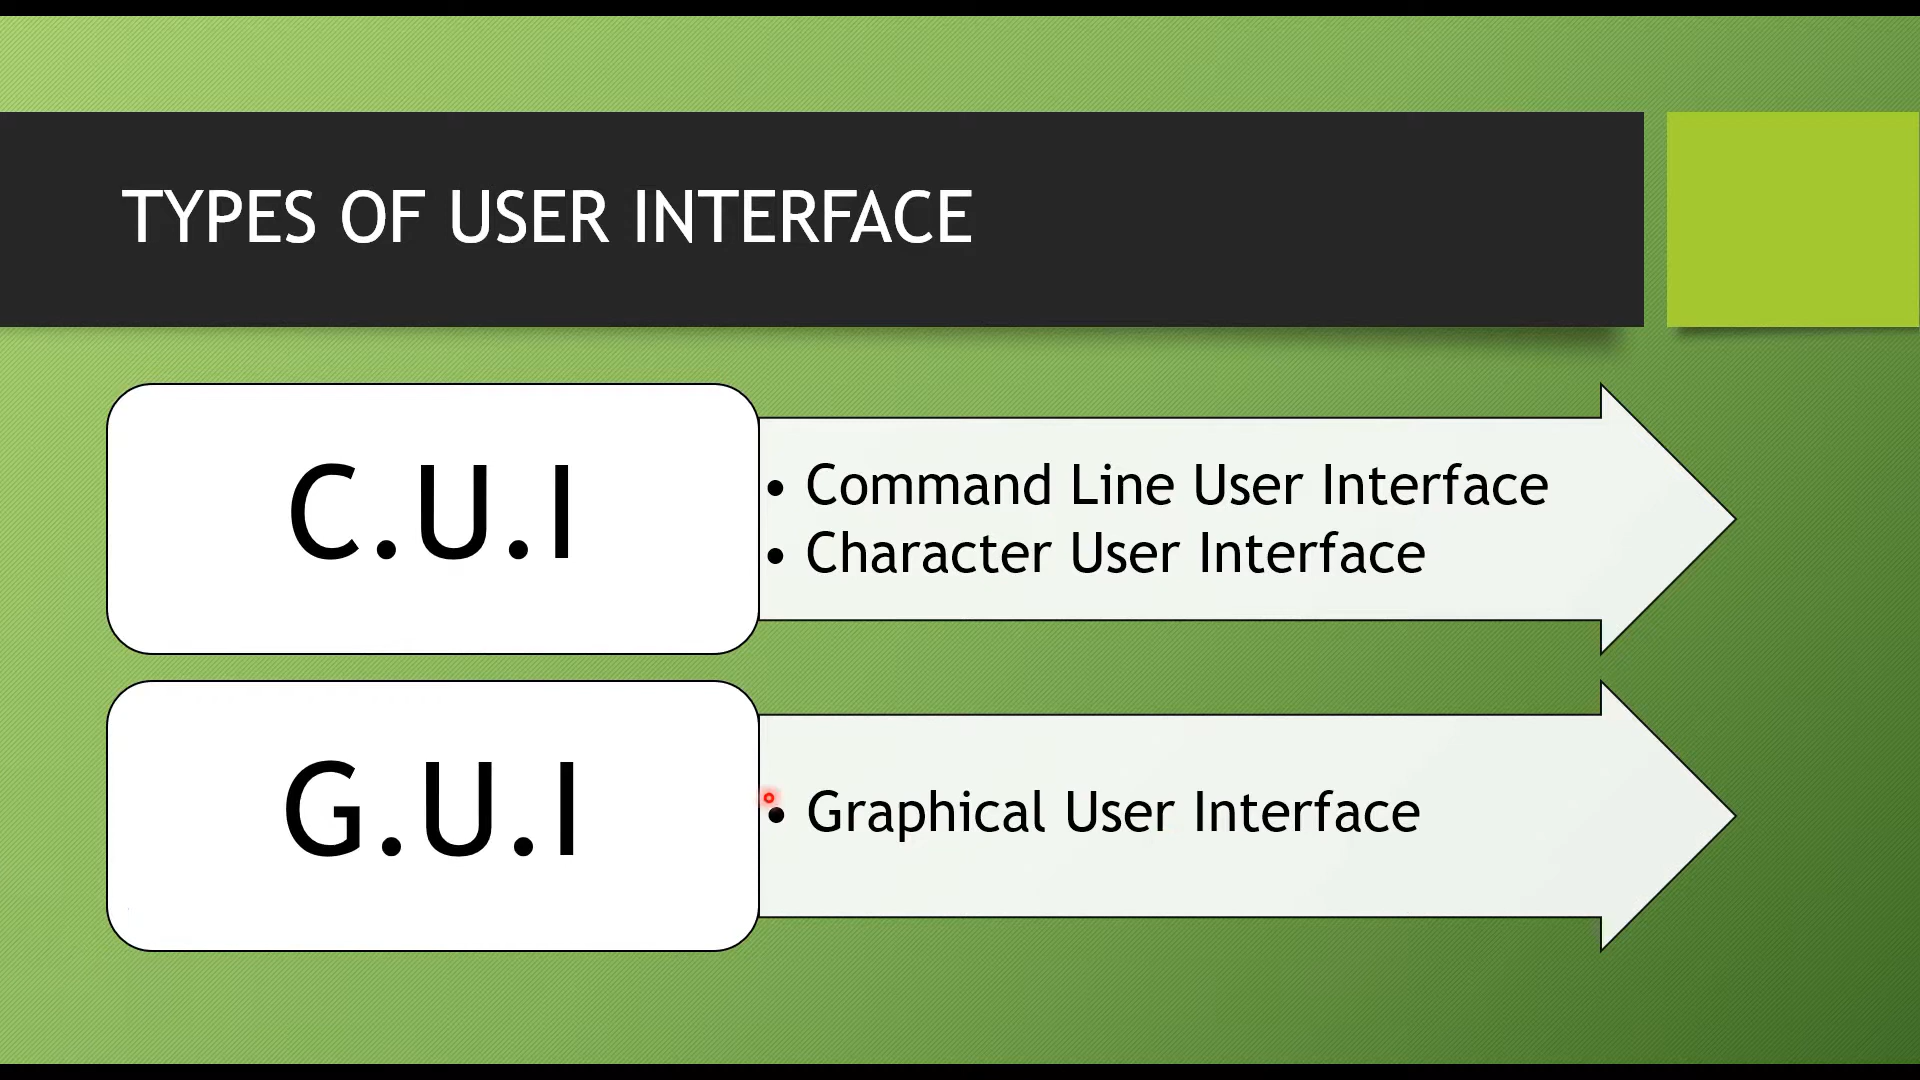 TYPES OF USER INTERFACE
C.U.I
• Command Line User Interface
• Character User Interface
G.U.I
• Graphical User Interface